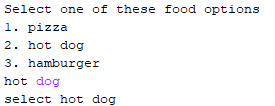 Select one of these food options
1. pizza
2. hot dog
3. hamburger
hot dog
select hot dog